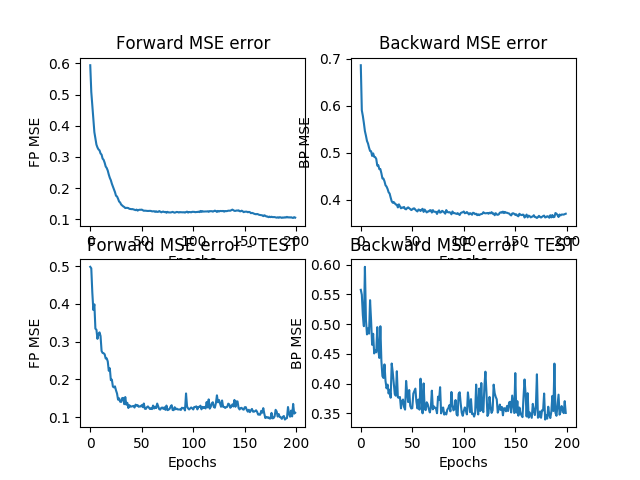 Forward MSE error
Backward MSE error
0.6
0.5
0.4
0.3
0.2
0.1
FP MSE
0 50 100 150 200
Epochs
0.7
0.6
0.5
0.4
BP MSE
0 50 100 150 200
Epochs
Forward MSE error - TEST
Backward MSE error - TEST
0.5
0.4
0.3
0.2
0.1
FP MSE
0 50 100 150 200
Epochs
0.60
0.55
0.50
0.45
0.40
0.35
BP MSE
0 50 100 150 200
Epochs